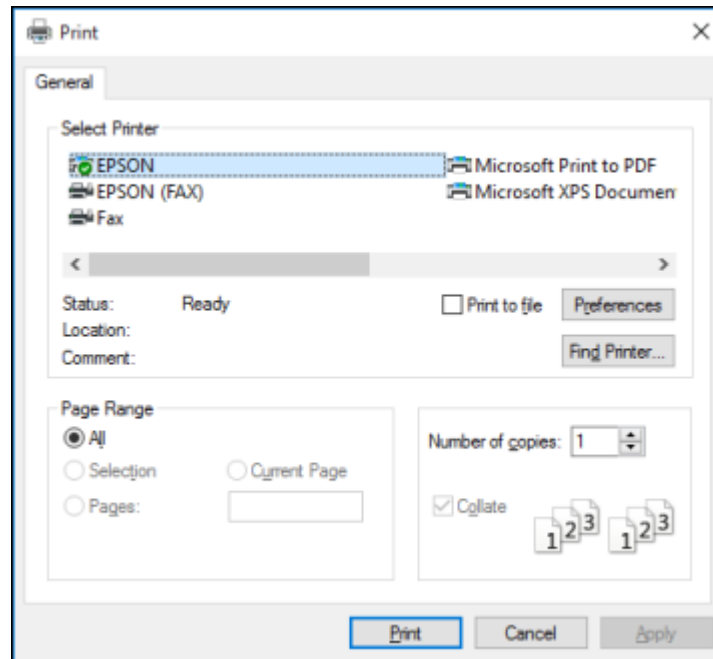 Print
General
Select Printer
EPSON
Microsoft Print to PDF
EPSON (FAX)
Microsoft XPS Documen
Fax
Status: Ready
Print to file
Preferences
Location:
Comment:
Find Printer...
Page Range
All
Selection
Current Page
Pages:
Number of copies: 1
Collate
1 2 3 1 2 3
Print
Cancel
Apply